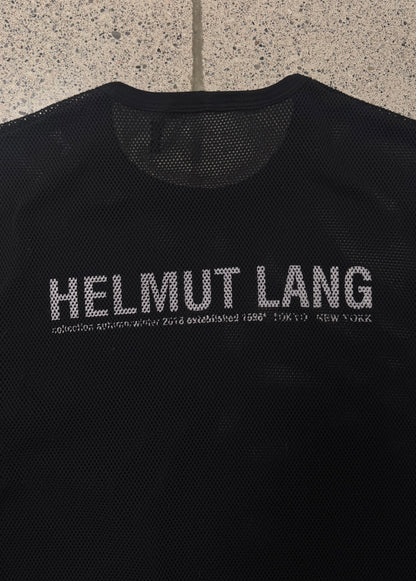 HELMUT LANG
collection autumn/winter 2018 established 1986* TOKYO NEW YORK